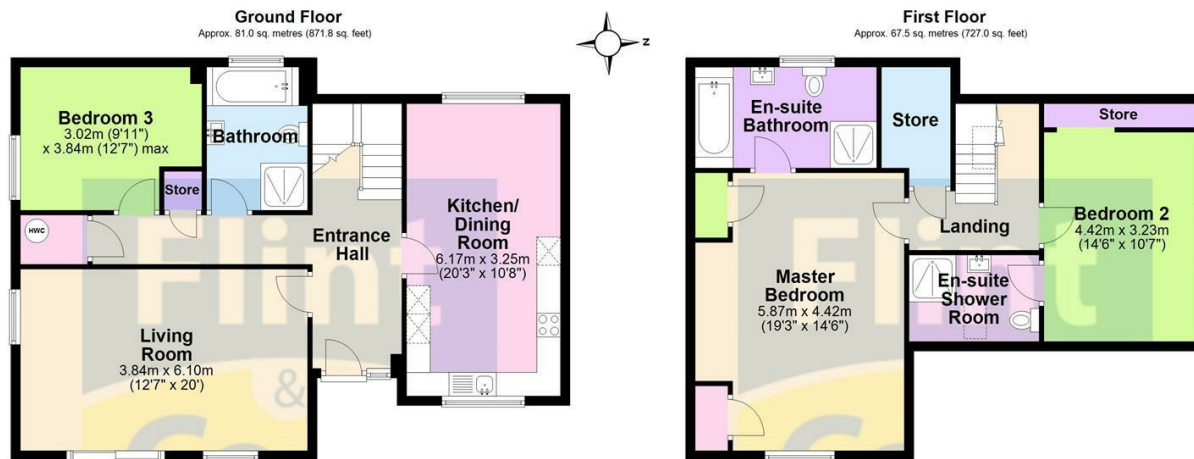 Ground Floor
Approx. 81.0 sq. metres (871.8 sq. feet)
Bedroom 3
3.02m (9'11")
x 3.84m (12'7") max
Bathroom
Store
HWC
Entrance
Hall
Kitchen/
Dining
Room
6.17m x 3.25m
(20'3" x 10'8")
Living
Room
3.84m x 6.10m
(12'7" x 20')
Flint
&
Z
First Floor
Approx. 67.5 sq. metres (727.0 sq. feet)
En-suite
Bathroom
Store
Store
Landing
Bedroom 2
4.42m x 3.23m
(14'6" x 10'7")
Master
Bedroom
5.87m x 4.42m
(19'3" x 14'6")
En-suite
Shower
Room
Flint
&